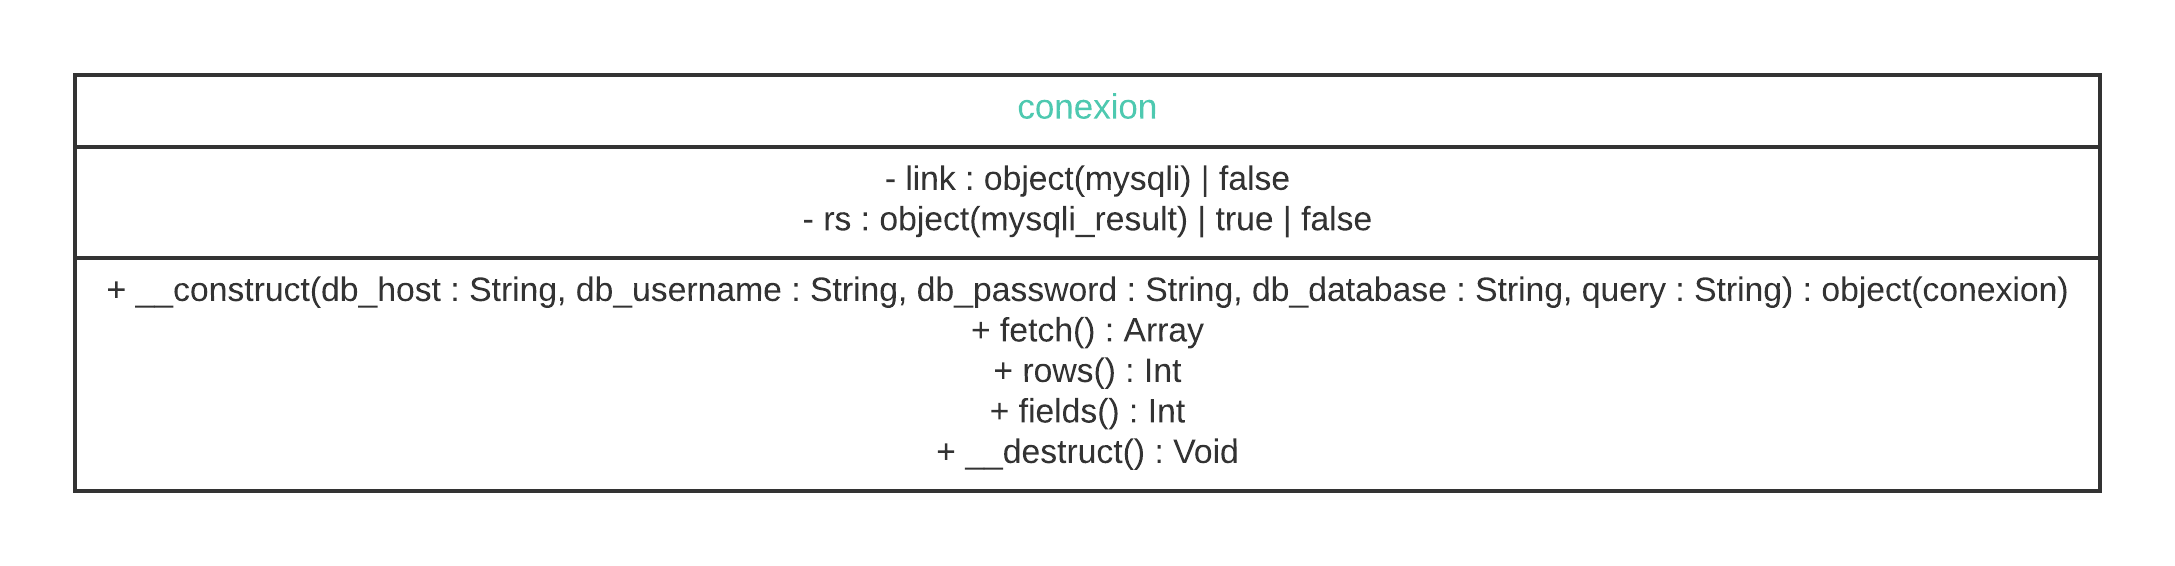 conexion
- link : object(mysqli) | false
- rs : object(mysqli_result) | true | false
+ __construct(db_host : String, db_username : String, db_password : String, db_database : String, query : String) : object(conexion)
+ fetch() : Array
+ rows() : Int
+ fields() : Int
+ __destruct() : Void